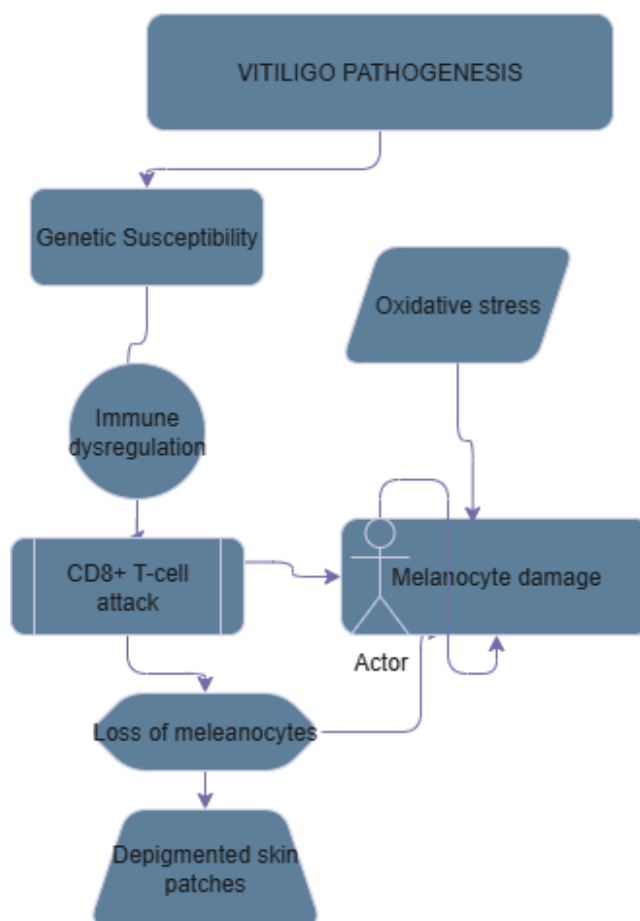 VITILIGO PATHOGENESIS
Genetic Susceptibility
Oxidative stress
Immune
dysregulation
CD8+ T-cell
attack
Melanocyte damage
Actor
Loss of meleanocytes
Depigmented skin
patches